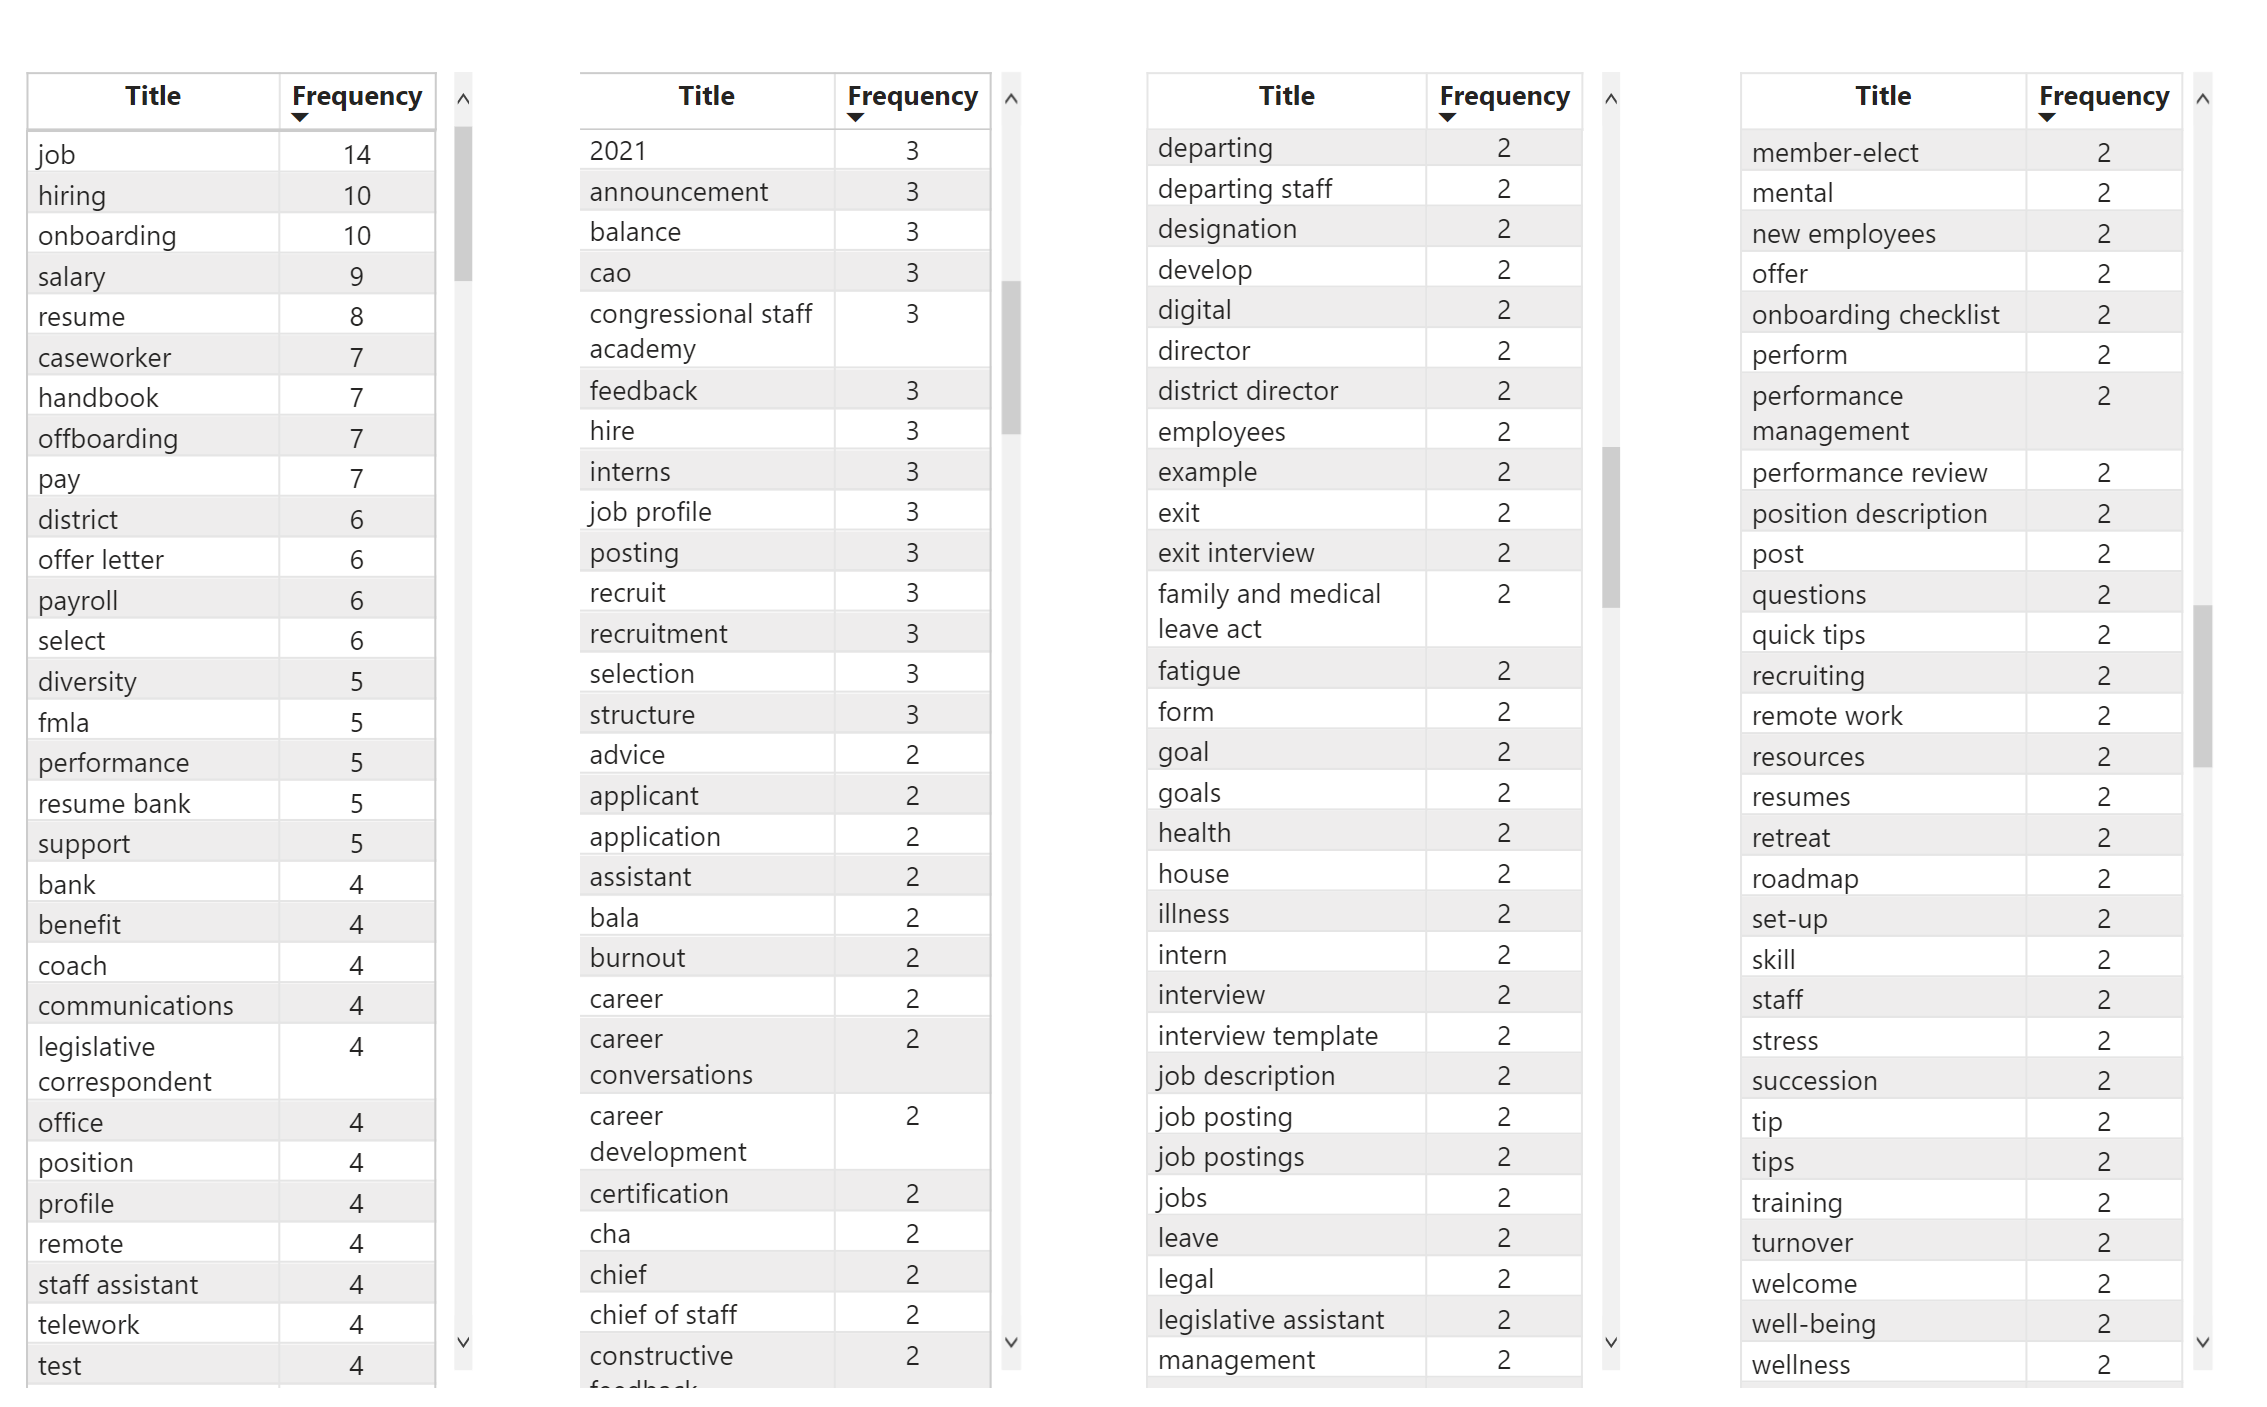 Title Frequency
job 14
hiring 10
onboarding 10
salary 9
resume 8
caseworker 7
handbook 7
offboarding 7
pay 7
district 6
offer letter 6
payroll 6
select 6
diversity 5
fmla 5
performance 5
resume bank 5
support 5
bank 4
benefit 4
coach 4
communications 4
legislative 4
correspondent
office 4
position 4
profile 4
remote 4
staff assistant 4
telework 4
test 4
Title Frequency
2021 3
announcement 3
balance 3
cao 3
congressional staff 3
academy
feedback 3
hire 3
interns 3
job profile 3
posting 3
recruit 3
recruitment 3
selection 3
structure 3
advice 2
applicant 2
application 2
assistant 2
bala 2
burnout 2
career 2
career 2
conversations
career 2
development
certification 2
cha 2
chief 2
chief of staff 2
constructive 2
feedback
Title Frequency
departing 2
departing staff 2
designation 2
develop 2
digital 2
director 2
district director 2
employees 2
example 2
exit 2
exit interview 2
family and medical 2
leave act
fatigue 2
form 2
goal 2
goals 2
health 2
house 2
illness 2
intern 2
interview 2
interview template 2
job description 2
job posting 2
job postings 2
jobs 2
leave 2
legal 2
legislative assistant 2
management 2
Title Frequency
member-elect 2
mental 2
new employees 2
offer 2
onboarding checklist 2
perform 2
performance 2
management
performance review 2
position description 2
post 2
questions 2
quick tips 2
recruiting 2
remote work 2
resources 2
resumes 2
retreat 2
roadmap 2
set-up 2
skill 2
staff 2
stress 2
succession 2
tip 2
tips 2
training 2
turnover 2
welcome 2
well-being 2
wellness 2